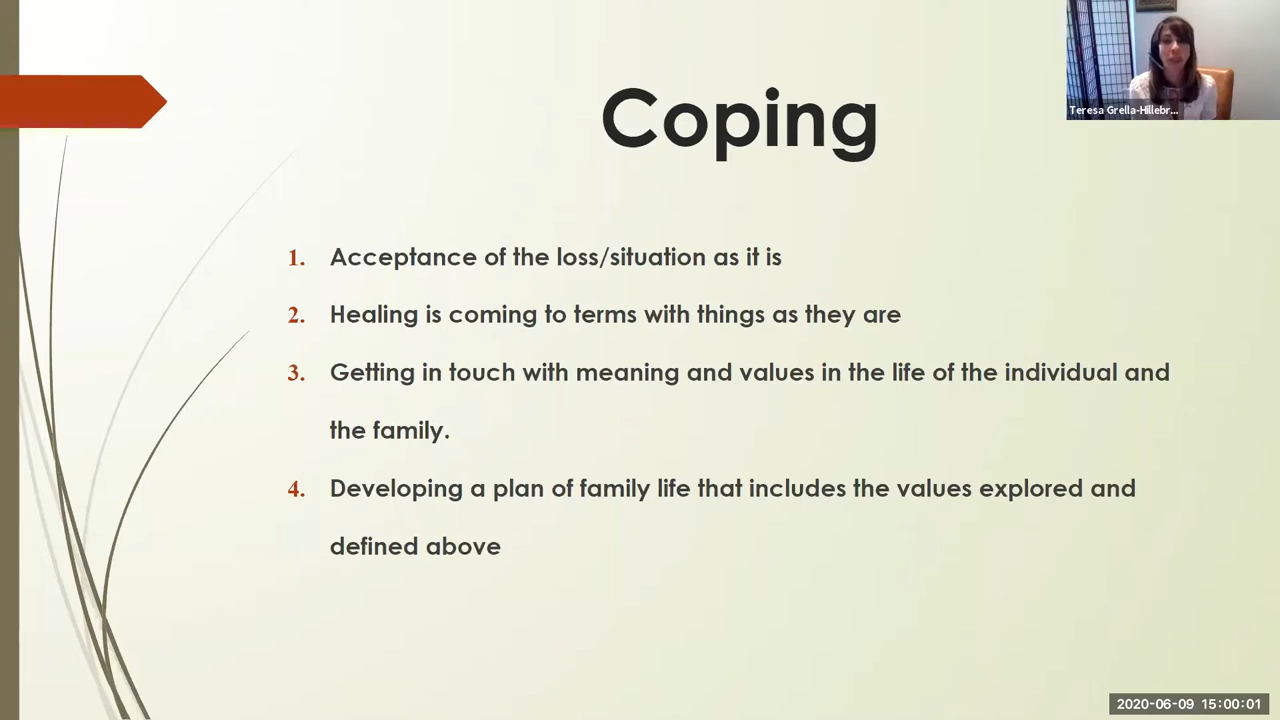 Coping
Teresa Grella-Hillebr...
1. Acceptance of the loss/situation as it is
2. Healing is coming to terms with things as they are
3. Getting in touch with meaning and values in the life of the individual and
the family.
4. Developing a plan of family life that includes the values explored and
defined above
2020-06-09 15:00:01